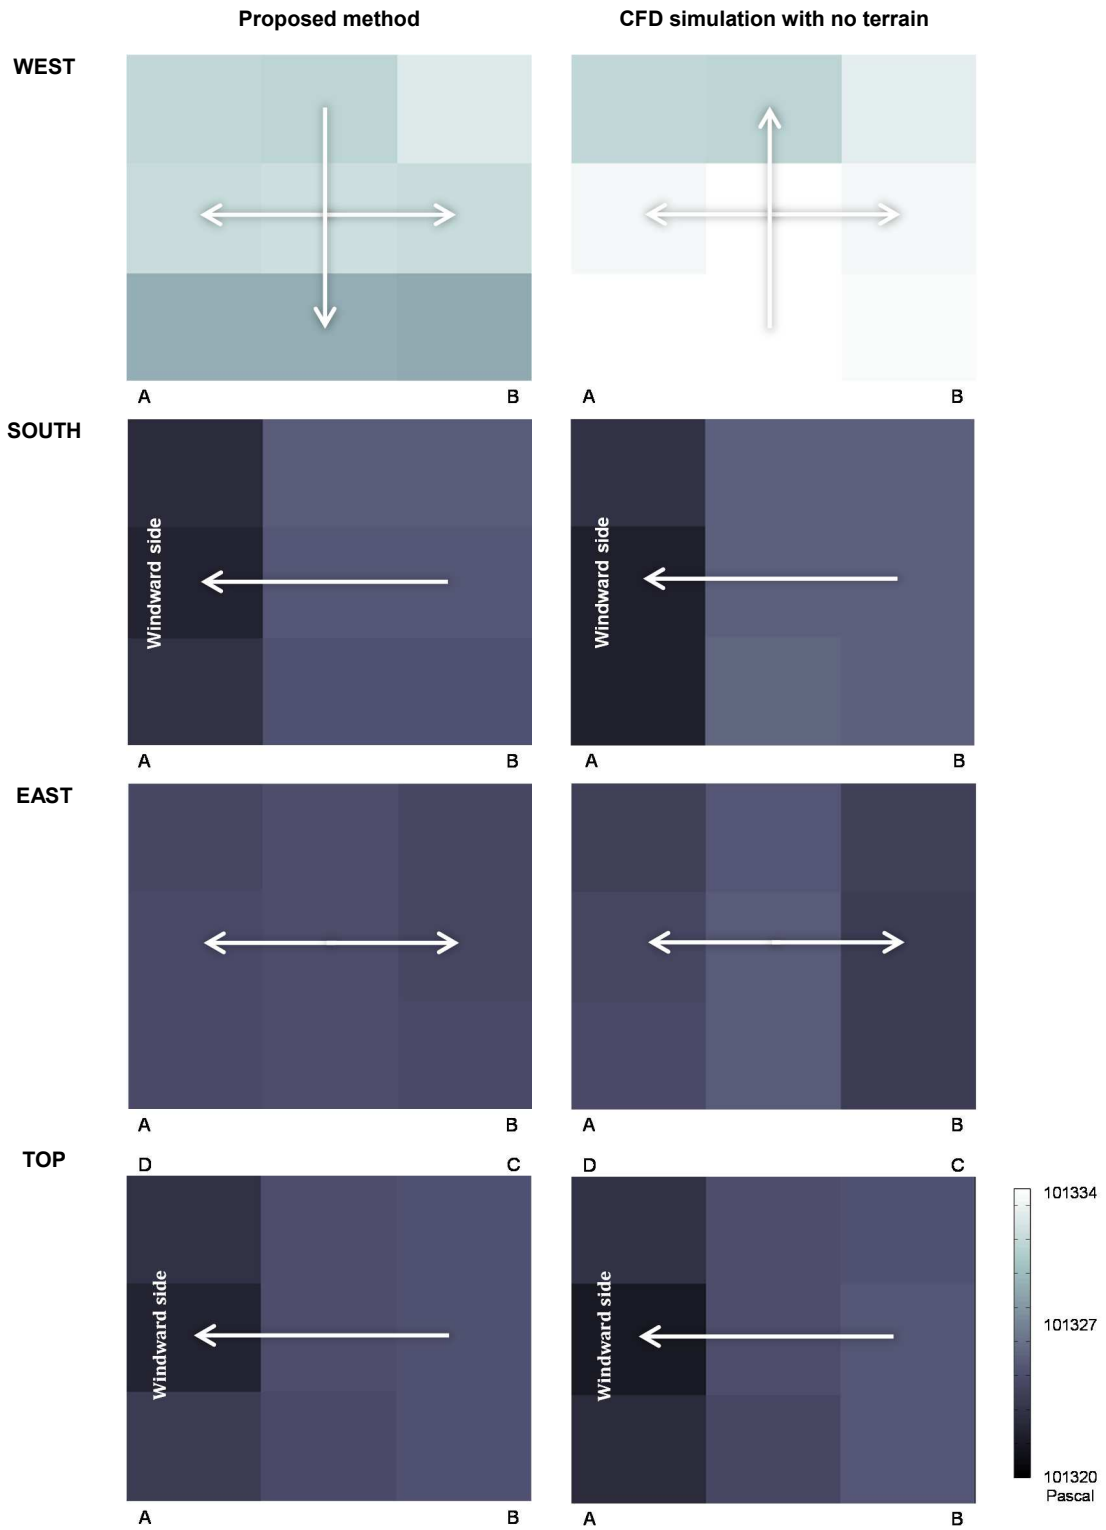 Proposed method
CFD simulation with no terrain
WEST
A
B
A
B
SOUTH
Windward side
Windward side
A
B
A
B
EAST
A
B
A
B
TOP
D
C
D
C
Windward side
Windward side
101334
101327
101320
Pascal
A
B
A
B